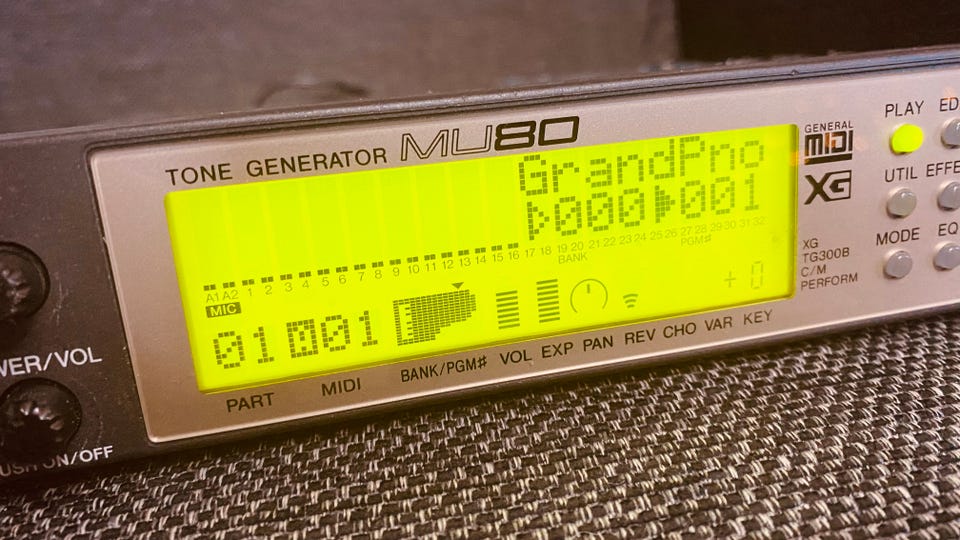 TONE GENERATOR MU80
GrandPno
000 001
A1 A2 1 2 3 4 5 6 7 8 9 10 11 12 13 14 15 16 17 18 19 20 21 22 23 24 25 26 27 28 29 30 31 32
BANK PGM#
MIC
01 A01 + 0
PART MIDI BANK/PGM# VOL EXP PAN REV CHO VAR KEY
GENERAL
MIDI
XG
XG
TG300B
C/M
PERFORM
PLAY ED
UTIL EFFE
MODE EQ
WER/VOL
USH ON/OFF